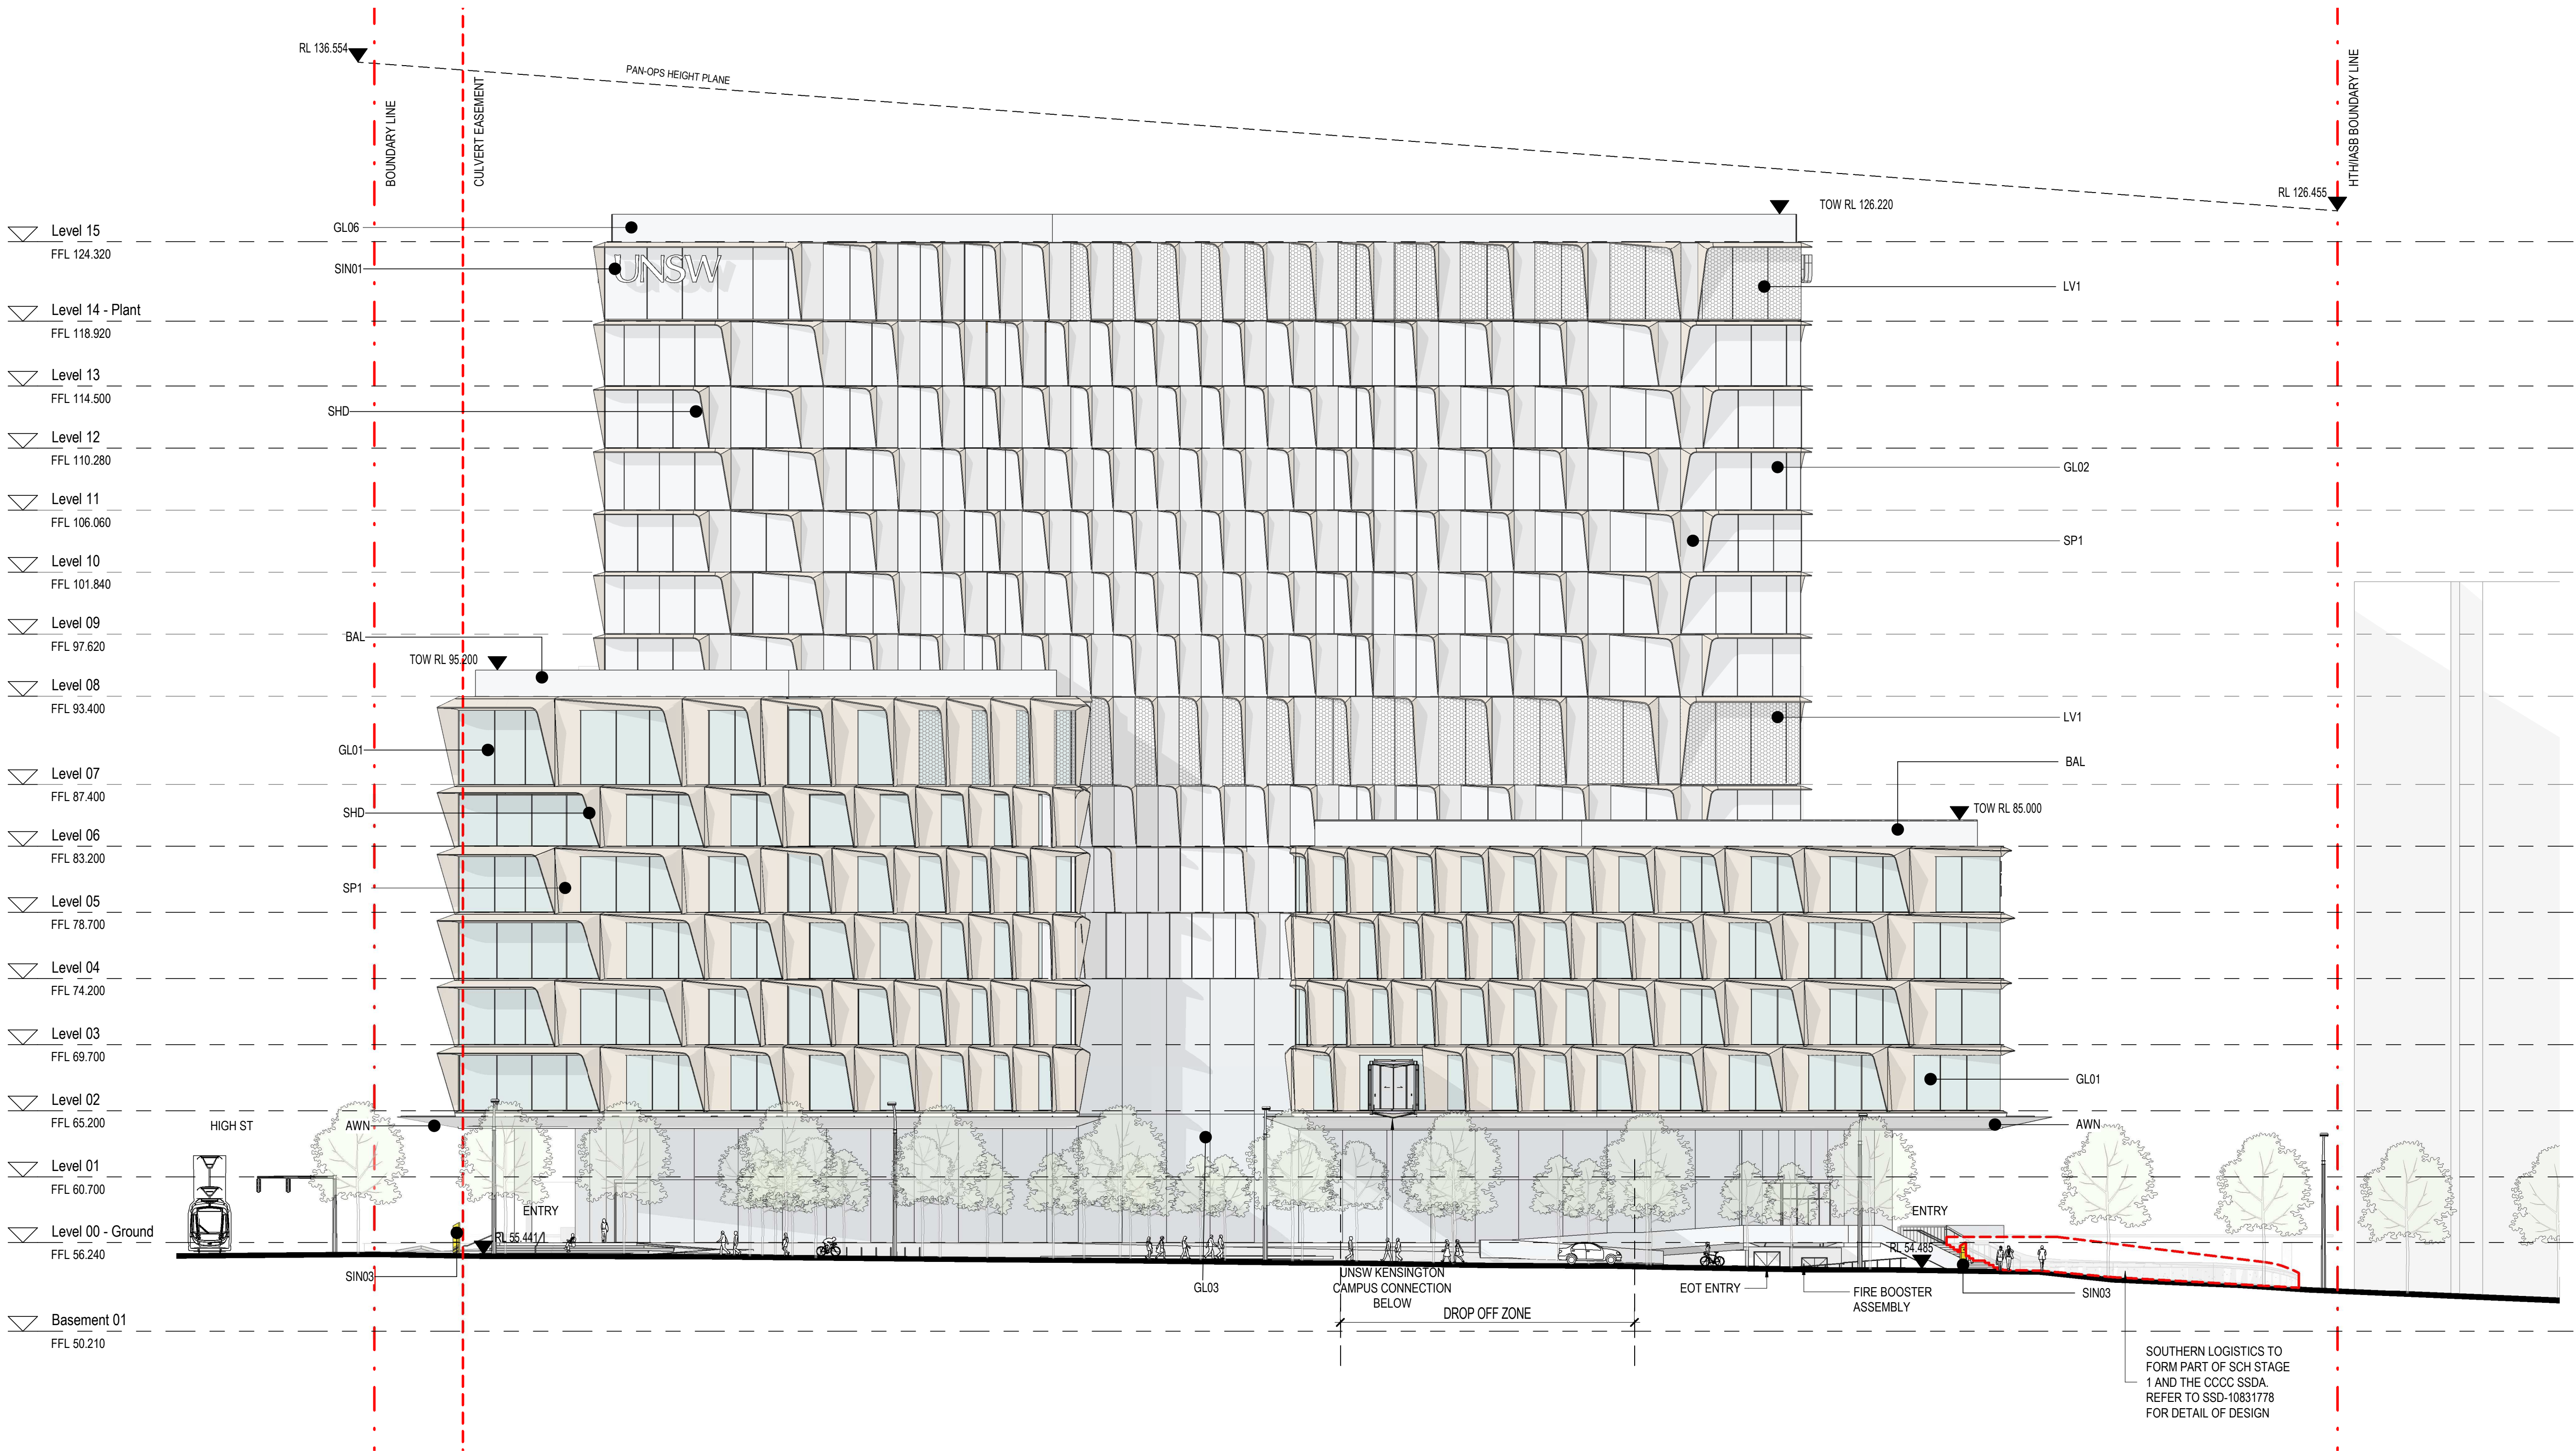 RL 136.554
PAN-OPS HEIGHT PLANE
BOUNDARY LINE
CULVERT EASEMENT
HTH/IASB BOUNDARY LINE
RL 126.455
TOW RL 126.220
Level 15
FFL 124.320
GL06
SIN01
UNSW
LV1
Level 14 - Plant
FFL 118.920
Level 13
FFL 114.500
SHD
Level 12
FFL 110.280
GL02
Level 11
FFL 106.060
SP1
Level 10
FFL 101.840
Level 09
FFL 97.620
BAL
TOW RL 95.200
Level 08
FFL 93.400
LV1
GL01
BAL
Level 07
FFL 87.400
SHD
TOW RL 85.000
Level 06
FFL 83.200
SP1
Level 05
FFL 78.700
Level 04
FFL 74.200
Level 03
FFL 69.700
GL01
Level 02
FFL 65.200
HIGH ST
AWN
AWN
Level 01
FFL 60.700
ENTRY
ENTRY
Level 00 - Ground
FFL 56.240
RL 55.441
RL 54.485
SIN03
GL03
UNSW KENSINGTON
CAMPUS CONNECTION
BELOW
EOT ENTRY
FIRE BOOSTER
ASSEMBLY
SIN03
DROP OFF ZONE
Basement 01
FFL 50.210
SOUTHERN LOGISTICS TO
FORM PART OF SCH STAGE
1 AND THE CCCC SSDA.
REFER TO SSD-10831778
FOR DETAIL OF DESIGN